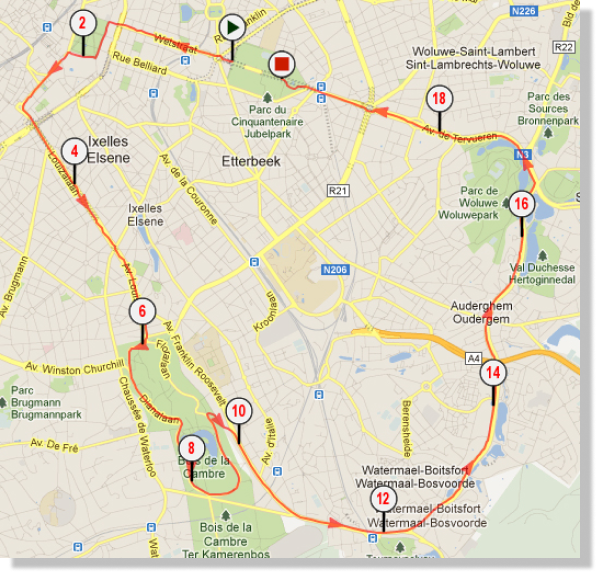 N226
R22
Bld de
Rue Franklin
2
Wetstraat
Rue Belliard
Woluwe-Saint-Lambert
Sint-Lambrechts-Woluwe
18
Parc des
Sources
Bronnenpark
Parc du
Cinquantenaire
Jubelpark
Av. de Tervueren
N3
4
Ixelles
Elsene
Louizalaan
Av. de la Couronne
Etterbeek
R21
Parc de
Woluwe
Woluwepark
16
Ixelles
Elsene
Val Duchesse
Hertoginnedal
N206
Av. Brugmann
Av. Loui
Kroonlaan
Auderghem
Oudergem
6
Av. Franklin Roosevelt
Floralaan
A4
14
Av. Winston Churchill
Parc
Brugmann
Brugmannpark
Dianalaan
Chaussée de Waterloo
10
Av. d'Italie
Berensheide
Av. De Fré
8
Bois de la
Cambre
Watermael-Boitsfort
Watermaal-Bosvoorde
12
Watermael-Boitsfort
Watermaal-Bosvoorde
Bois de la
Cambre
Ter Kamerenbos
Wat